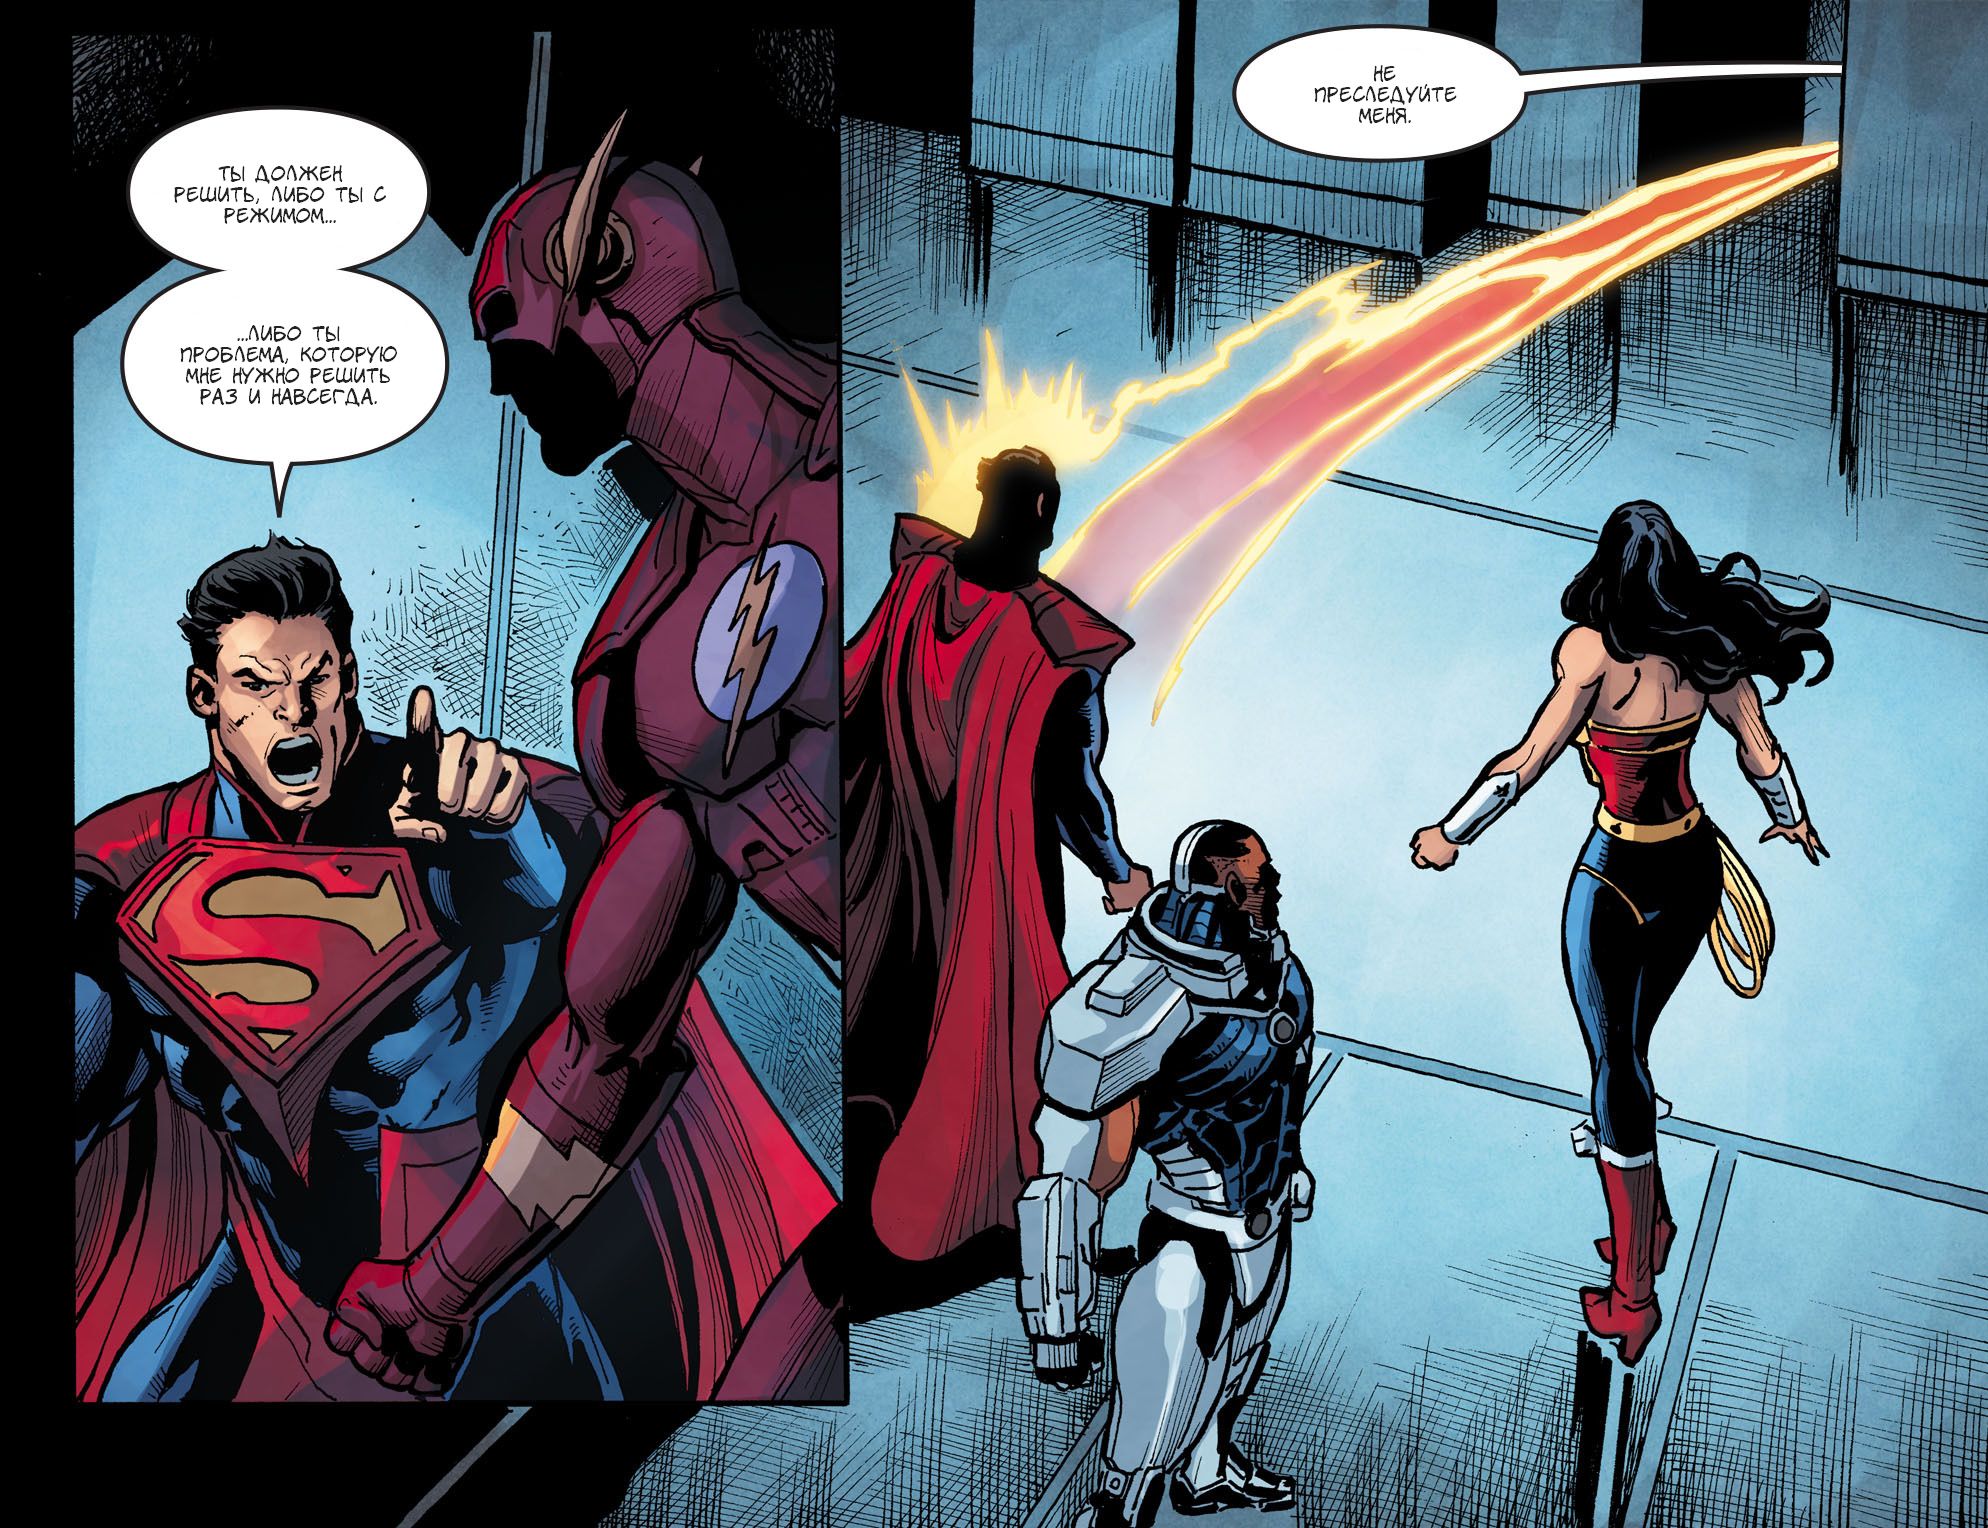 ТЫ ДОЛЖЕН
РЕШИТЬ, ЛИБО ТЫ С
РЕЖИМОМ...
...ЛИБО ТЫ
ПРОБЛЕМА, КОТОРУЮ
МНЕ НУЖНО РЕШИТЬ
РАЗ И НАВСЕГДА.
НЕ
ПРЕСЛЕДУЙТЕ
МЕНЯ.